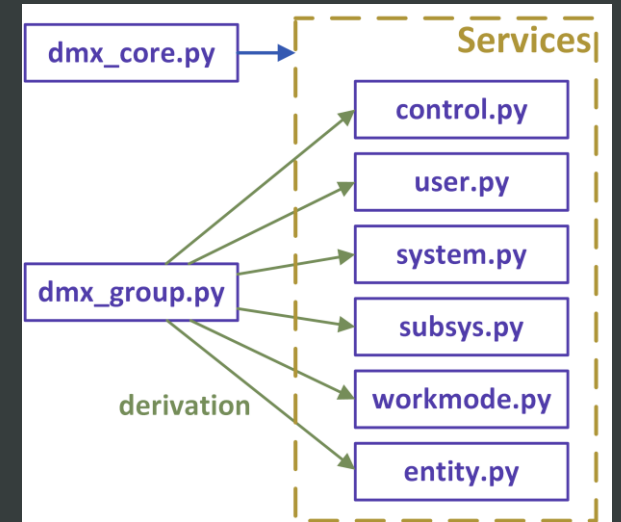 dmx_core.py
Services
control.py
user.py
system.py
dmx_group.py
subsys.py
derivation
workmode.py
entity.py